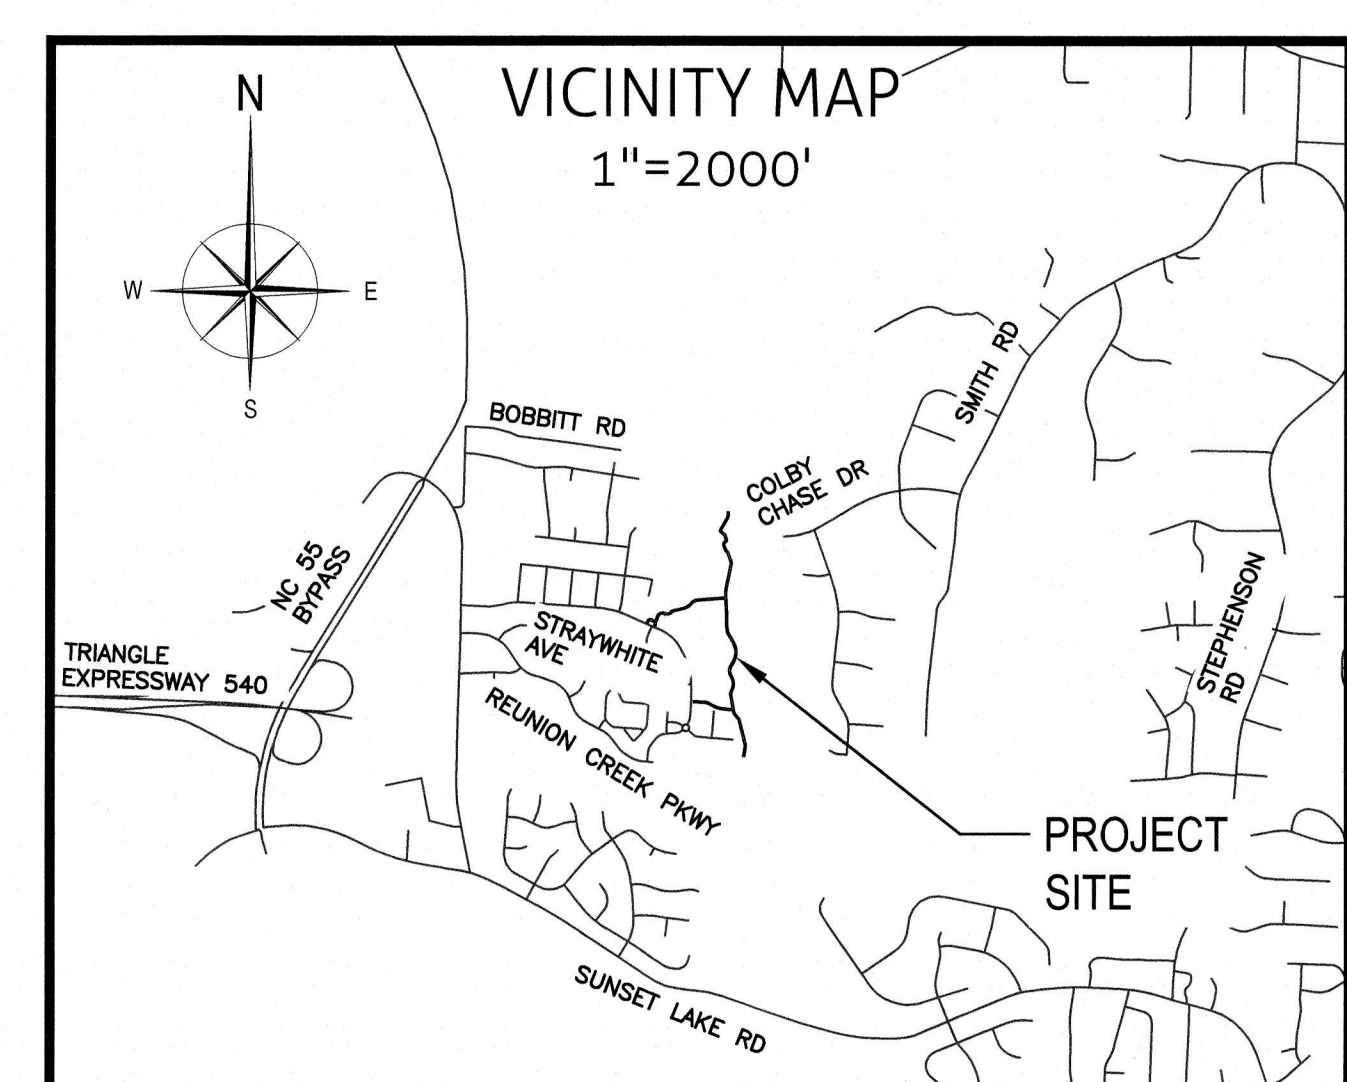 VICINITY MAP
1"=2000'
N
W
E
S
BOBBITT RD
SMITH RD
COLBY
CHASE DR
NC 55
BYPASS
STRAYWHITE
AVE
STEPHENSON
RD
TRIANGLE
EXPRESSWAY 540
REUNION CREEK PKWY
PROJECT
SITE
SUNSET LAKE RD